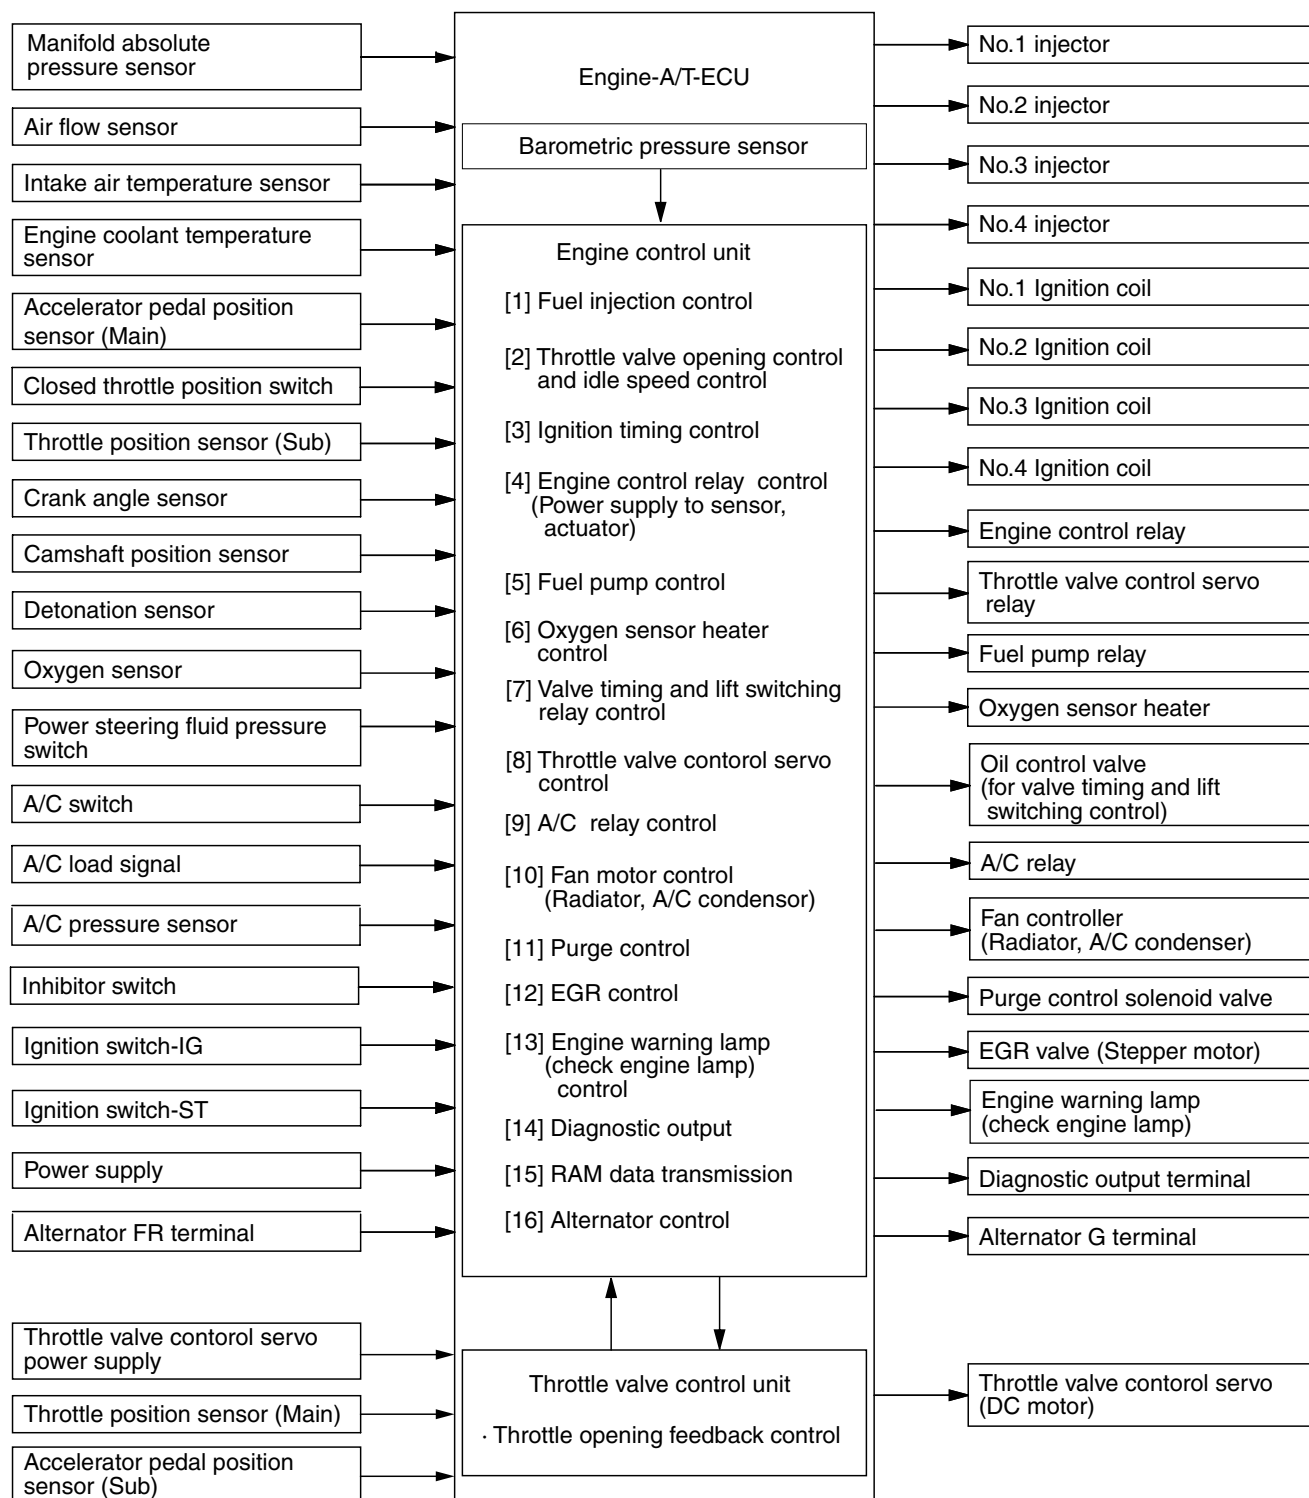 Manifold absolute
pressure sensor
Air flow sensor
Intake air temperature sensor
Engine coolant temperature
sensor
Accelerator pedal position
sensor (Main)
Closed throttle position switch
Throttle position sensor (Sub)
Crank angle sensor
Camshaft position sensor
Detonation sensor
Oxygen sensor
Power steering fluid pressure
switch
A/C switch
A/C load signal
A/C pressure sensor
Inhibitor switch
Ignition switch-IG
Ignition switch-ST
Power supply
Alternator FR terminal
Throttle valve contorol servo
power supply
Throttle position sensor (Main)
Accelerator pedal position
sensor (Sub)
Engine-A/T-ECU
Barometric pressure sensor
Engine control unit
[1] Fuel injection control
[2] Throttle valve opening control
and idle speed control
[3] Ignition timing control
[4] Engine control relay control
(Power supply to sensor,
actuator)
[5] Fuel pump control
[6] Oxygen sensor heater
control
[7] Valve timing and lift switching
relay control
[8] Throttle valve contorol servo
control
[9] A/C relay control
[10] Fan motor control
(Radiator, A/C condensor)
[11] Purge control
[12] EGR control
[13] Engine warning lamp
(check engine lamp)
control
[14] Diagnostic output
[15] RAM data transmission
[16] Alternator control
Throttle valve control unit
· Throttle opening feedback control
No.1 injector
No.2 injector
No.3 injector
No.4 injector
No.1 Ignition coil
No.2 Ignition coil
No.3 Ignition coil
No.4 Ignition coil
Engine control relay
Throttle valve control servo
relay
Fuel pump relay
Oxygen sensor heater
Oil control valve
(for valve timing and lift
switching control)
A/C relay
Fan controller
(Radiator, A/C condenser)
Purge control solenoid valve
EGR valve (Stepper motor)
Engine warning lamp
(check engine lamp)
Diagnostic output terminal
Alternator G terminal
Throttle valve contorol servo
(DC motor)